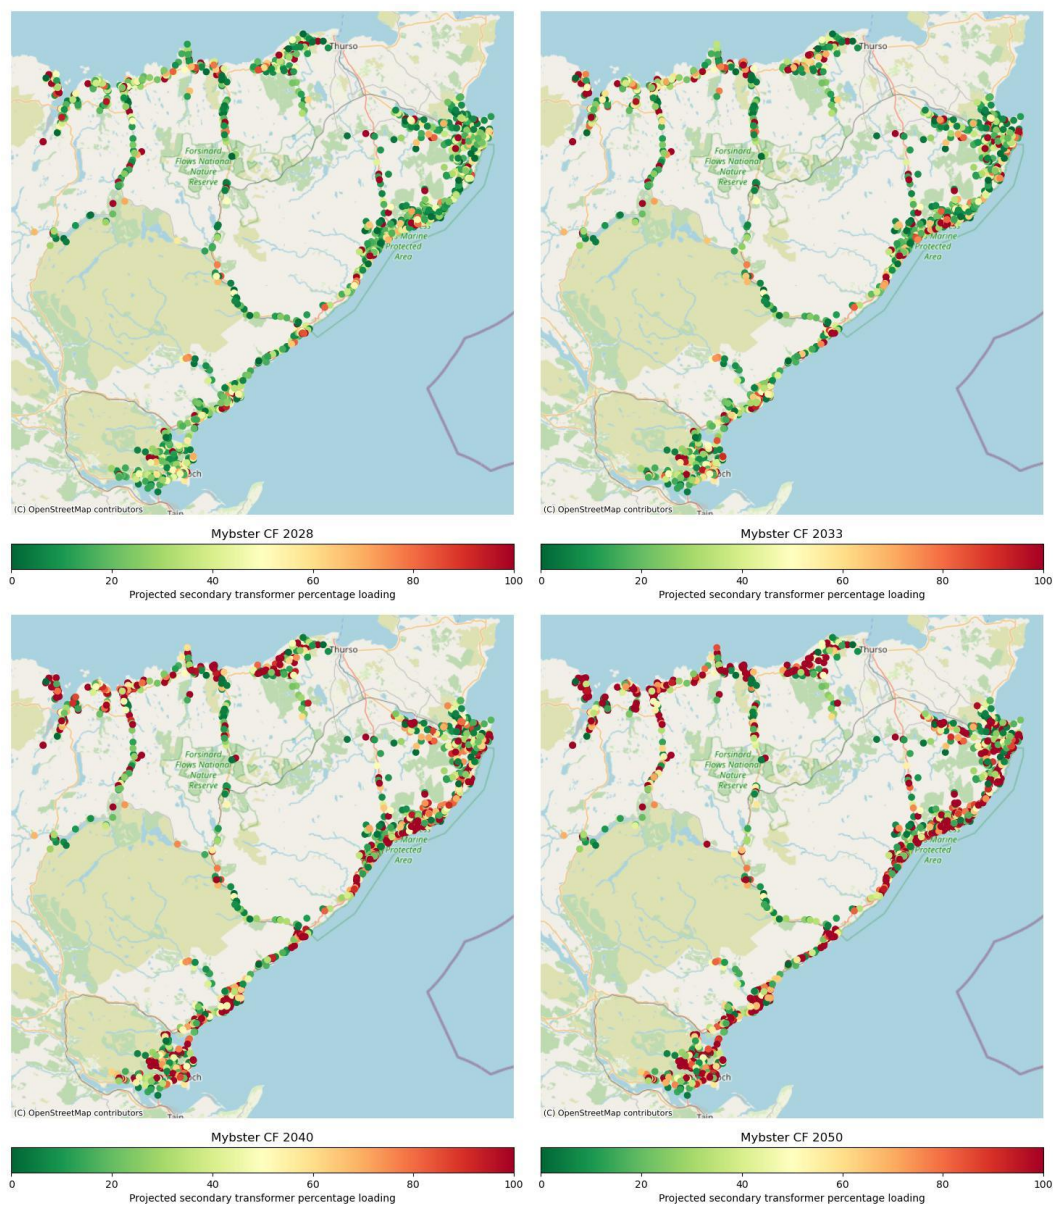 Thurso
Thurso
Forsinard
Flows National
Nature
Reserve
Forsinard
Flows National
Nature
Reserve
Marine
Protected
Area
Marine
Protected
Area
(C) OpenStreetMap contributors
(C) OpenStreetMap contributors
Mybster CF 2028
Mybster CF 2033
0 20 40 60 80 100
0 20 40 60 80 100
Projected secondary transformer percentage loading
Projected secondary transformer percentage loading
Thurso
Thurso
Forsinard
Flows National
Nature
Reserve
Forsinard
Flows National
Nature
Reserve
Marine
Protected
Area
Marine
Protected
Area
(C) OpenStreetMap contributors
(C) OpenStreetMap contributors
Mybster CF 2040
Mybster CF 2050
0 20 40 60 80 100
0 20 40 60 80 100
Projected secondary transformer percentage loading
Projected secondary transformer percentage loading